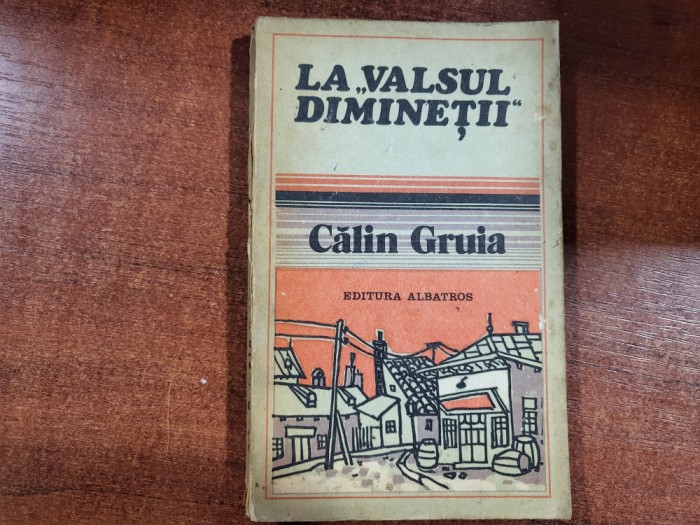 LA „VALSUL
DIMINEȚII“
Călin Gruia
EDITURA ALBATROS